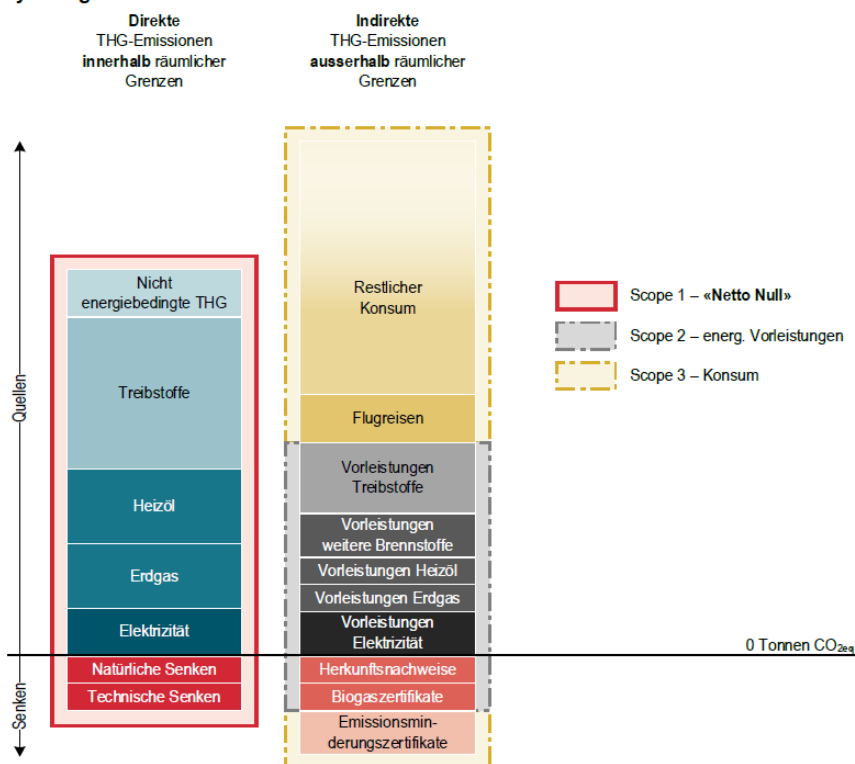 Direkte
THG-Emissionen
innerhalb räumlicher
Grenzen
Indirekte
THG-Emissionen
ausserhalb räumlicher
Grenzen
Quellen
Senken
Nicht
energiebedingte THG
Treibstoffe
Heizöl
Erdgas
Elektrizität
Natürliche Senken
Technische Senken
Restlicher
Konsum
Flugreisen
Vorleistungen
Treibstoffe
Vorleistungen
weitere Brennstoffe
Vorleistungen Heizöl
Vorleistungen Erdgas
Vorleistungen
Elektrizität
Herkunftsnachweise
Biogaszertifikate
Emissionsmin-
derungszertifikate
Scope 1 – «Netto Null»
Scope 2 – energ. Vorleistungen
Scope 3 – Konsum
0 Tonnen CO2eq